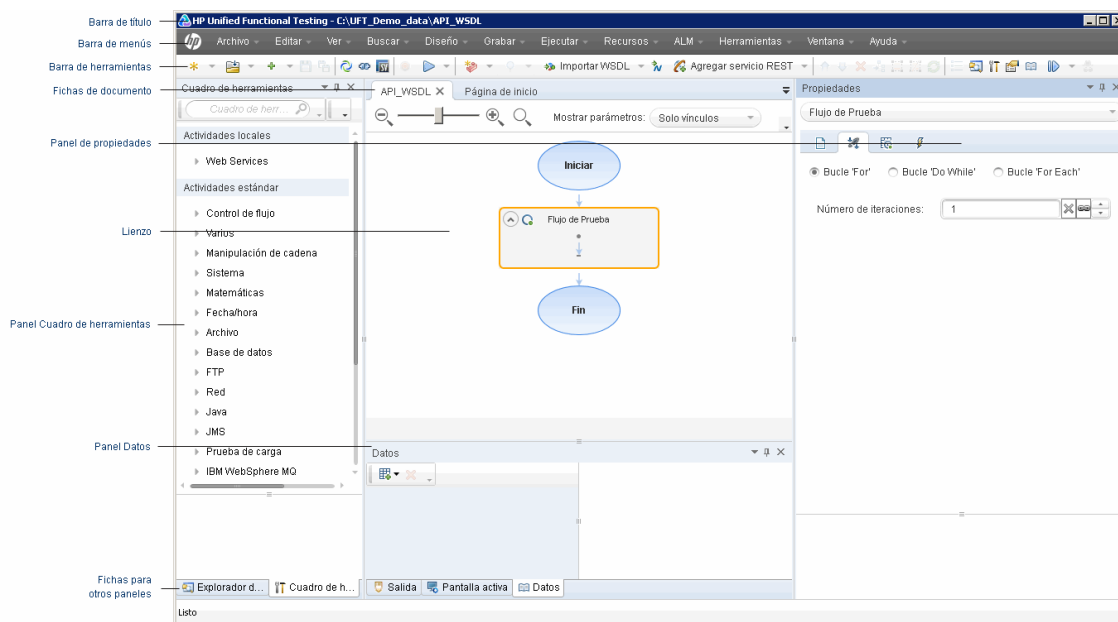 Barra de título
HP Unified Functional Testing - C:\UFT_Demo_data\API_WSDL
Barra de menús
hp Archivo Editar Ver Buscar Diseño Grabar Ejecutar Recursos ALM Herramientas Ventana Ayuda
Barra de herramientas
Importar WSDL Agregar servicio REST
Fichas de documento
Cuadro de herramientas
API_WSDL Página de inicio
Propiedades
Cuadro de herr...
Mostrar parámetros: Solo vínculos
Flujo de Prueba
Actividades locales
Panel de propiedades
Web Services
Iniciar
Bucle 'For' Bucle 'Do While' Bucle 'For Each'
Actividades estándar
Número de iteraciones: 1
Control de flujo
Flujo de Prueba
Lienzo
Varios
Manipulación de cadena
Sistema
Matemáticas
Fecha/hora
Fin
Panel Cuadro de herramientas
Archivo
Base de datos
FTP
Red
Java
JMS
Panel Datos
Prueba de carga
Datos
IBM WebSphere MQ
Fichas para
otros paneles
Explorador d... Cuadro de h... Salida Pantalla activa Datos
Listo